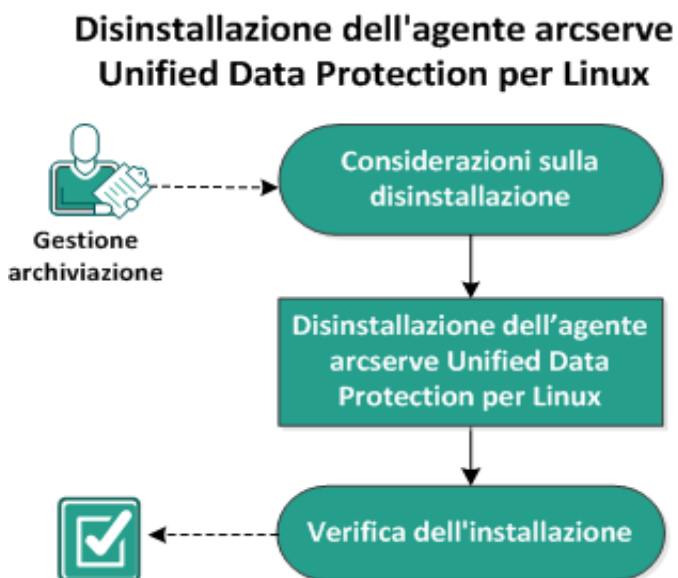 Disinstallazione dell'agente arcserve
Unified Data Protection per Linux
Considerazioni sulla
disinstallazione
Gestione
archiviazione
Disinstallazione dell’agente
arcserve Unified Data
Protection per Linux
Verifica dell'installazione